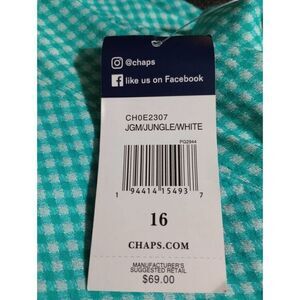 @chaps
like us on Facebook
CH0E2307
JGM/JUNGLE/WHITE
PG2944
1 94414 15493 7
16
CHAPS.COM
MANUFACTURER'S
SUGGESTED RETAIL
$69.00